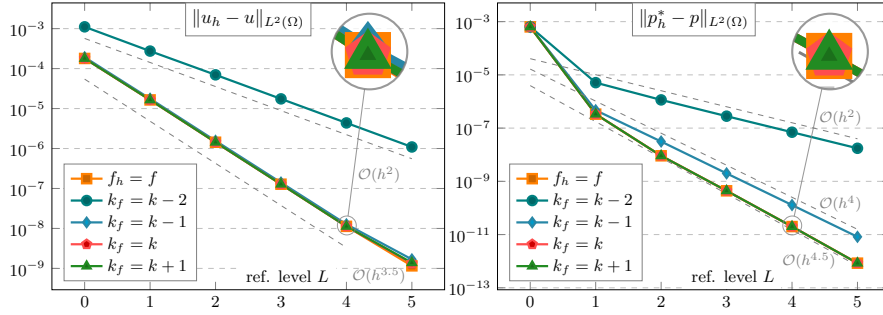 ‖u_h − u‖_{L²(Ω)}
10^{−3}
10^{−4}
10^{−5}
10^{−6}
10^{−7}
10^{−8}
10^{−9}
O(h²)
O(h^{3.5})
f_h = f
k_f = k − 2
k_f = k − 1
k_f = k
k_f = k + 1
ref. level L
0 1 2 3 4 5
‖p_h^* − p‖_{L²(Ω)}
10^{−3}
10^{−5}
10^{−7}
10^{−9}
10^{−11}
10^{−13}
O(h²)
O(h⁴)
O(h^{4.5})
f_h = f
k_f = k − 2
k_f = k − 1
k_f = k
k_f = k + 1
ref. level L
0 1 2 3 4 5